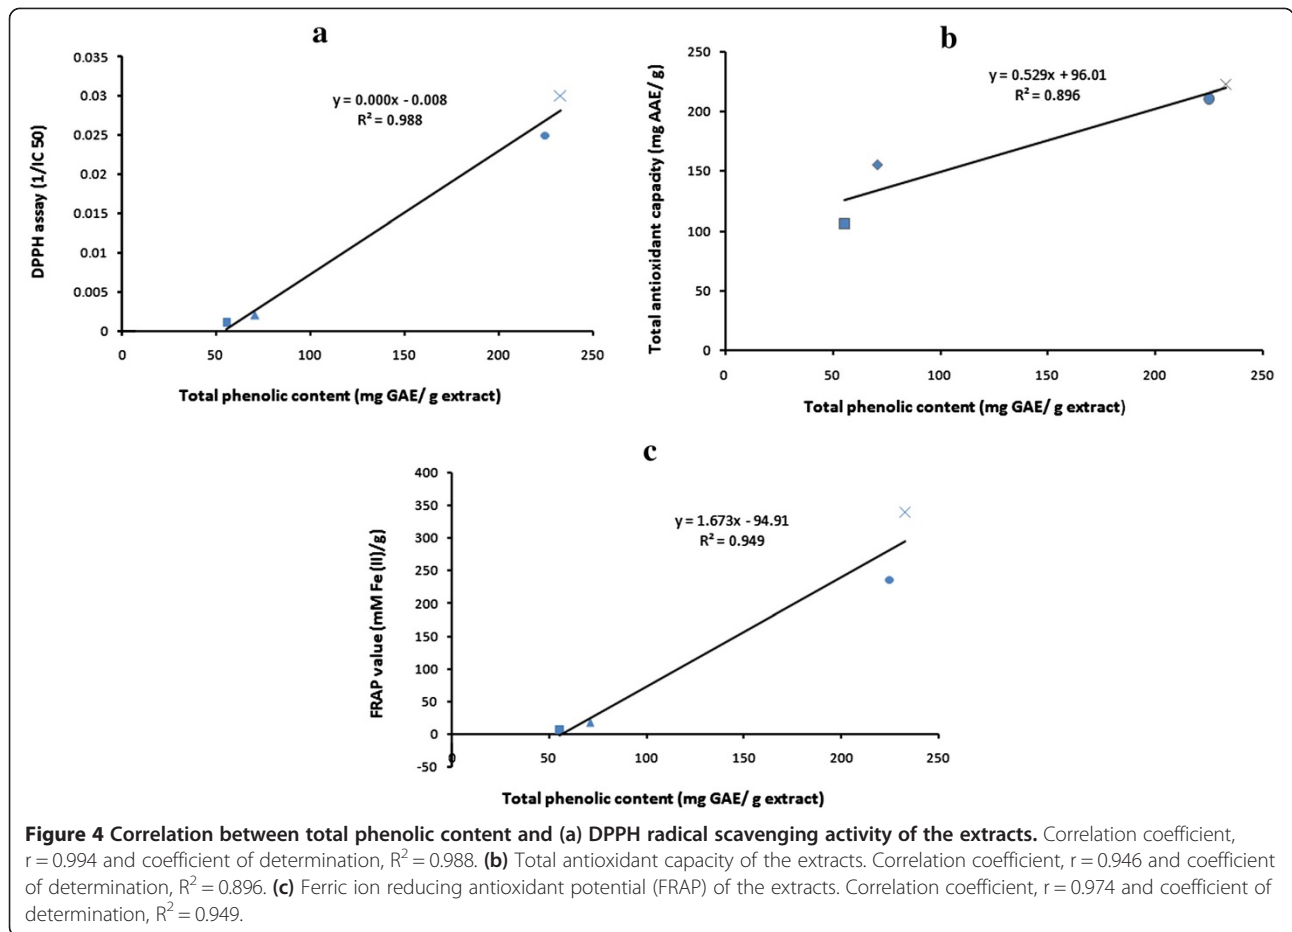 a
0.035
0.03
0.025
0.02
0.015
0.01
0.005
0
y = 0.000x - 0.008
R² = 0.988
DPPH assay (1/IC 50)
0 50 100 150 200 250
Total phenolic content (mg GAE/ g extract)
b
250
200
150
100
50
0
y = 0.529x + 96.01
R² = 0.896
Total antioxidant capacity (mg AAE/ g)
0 50 100 150 200 250
Total phenolic content (mg GAE/ g extract)
c
400
350
300
250
200
150
100
50
0
-50
y = 1.673x - 94.91
R² = 0.949
FRAP value (mM Fe (II)/g)
0 50 100 150 200 250
Total phenolic content (mg GAE/ g extract)
Figure 4 Correlation between total phenolic content and (a) DPPH radical scavenging activity of the extracts. Correlation coefficient,
r = 0.994 and coefficient of determination, R² = 0.988. (b) Total antioxidant capacity of the extracts. Correlation coefficient, r = 0.946 and coefficient
of determination, R² = 0.896. (c) Ferric ion reducing antioxidant potential (FRAP) of the extracts. Correlation coefficient, r = 0.974 and coefficient of
determination, R² = 0.949.